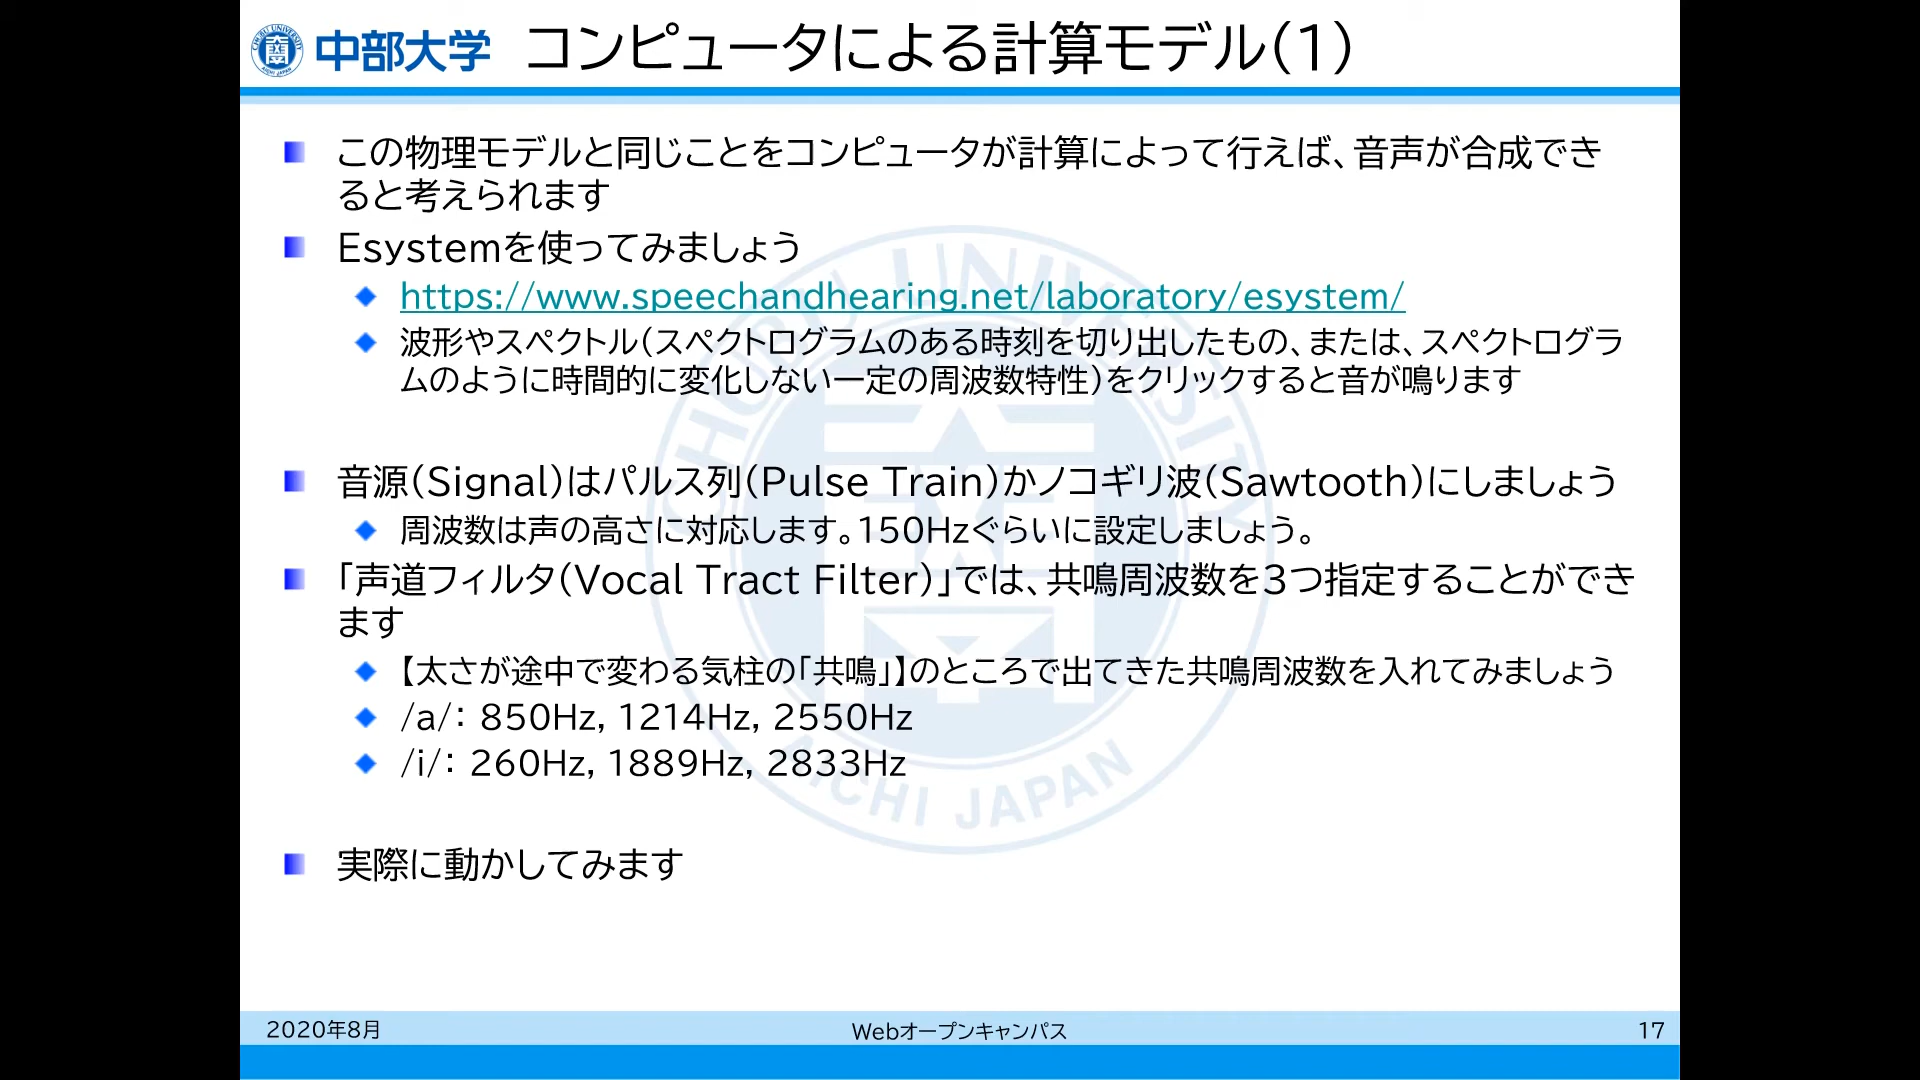 中部大学 コンピュータによる計算モデル(1)
この物理モデルと同じことをコンピュータが計算によって行えば、音声が合成でき
ると考えられます
Esystemを使ってみましょう
https://www.speechandhearing.net/laboratory/esystem/
波形やスペクトル(スペクトログラムのある時刻を切り出したもの、または、スペクトログラ
ムのように時間的に変化しない一定の周波数特性)をクリックすると音が鳴ります
音源(Signal)はパルス列(Pulse Train)かノコギリ波(Sawtooth)にしましょう
周波数は声の高さに対応します。150Hzぐらいに設定しましょう。
「声道フィルタ(Vocal Tract Filter)」では、共鳴周波数を3つ指定することができ
ます
【太さが途中で変わる気柱の「共鳴」】のところで出てきた共鳴周波数を入れてみましょう
/a/: 850Hz, 1214Hz, 2550Hz
/i/: 260Hz, 1889Hz, 2833Hz
実際に動かしてみます
CHUBU UNIVERSITY
AICHI JAPAN
2020年8月
Webオープンキャンパス
17